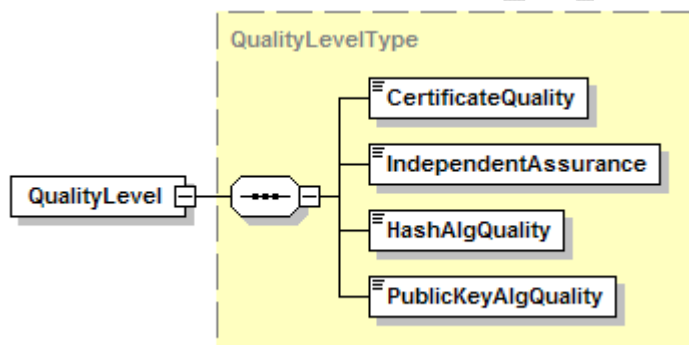 QualityLevelType
CertificateQuality
IndependentAssurance
QualityLevel
HashAlgQuality
PublicKeyAlgQuality